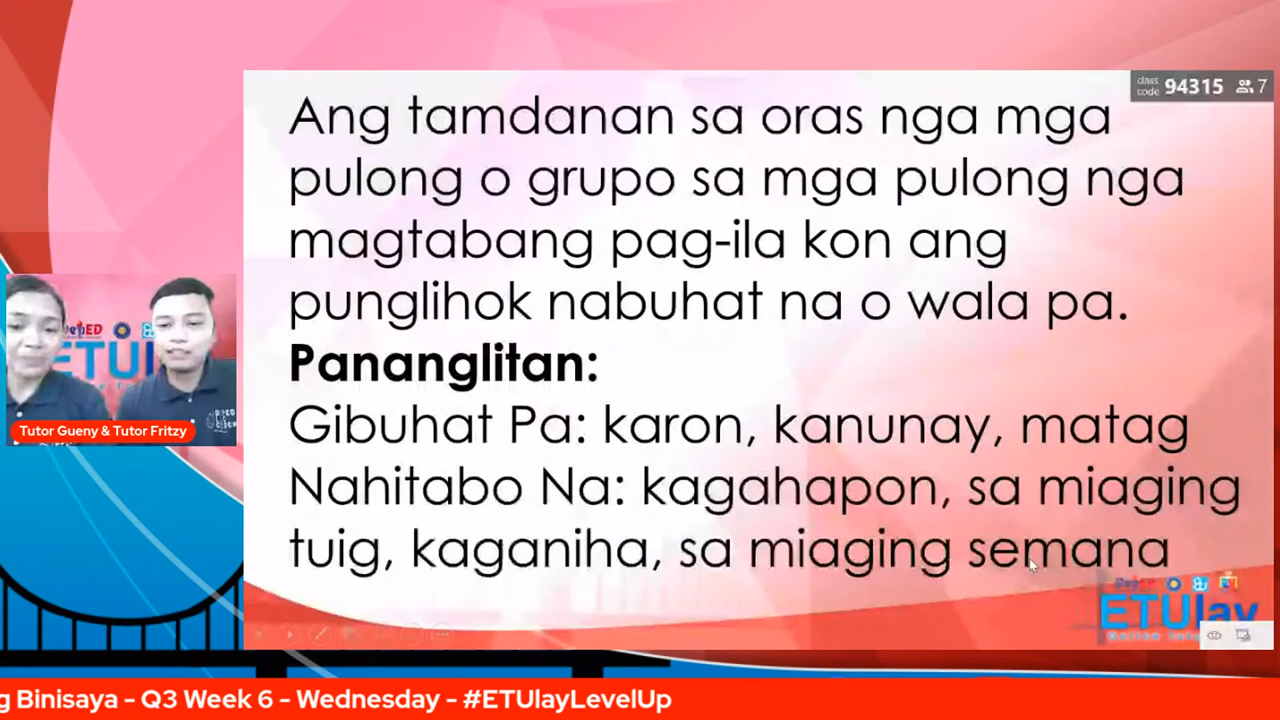 class code 94315 7
Ang tamdanan sa oras nga mga
pulong o grupo sa mga pulong nga
magtabang pag-ila kon ang
punglihok nabuhat na o wala pa.
Pananglitan:
Gibuhat Pa: karon, kanunay, matag
Nahitabo Na: kagahapon, sa miaging
tuig, kaganiha, sa miaging semana
DepED
ETUlay
Tutor Gueny & Tutor Fritzy
ETUlay
g Binisaya - Q3 Week 6 - Wednesday - #ETUlayLevelUp